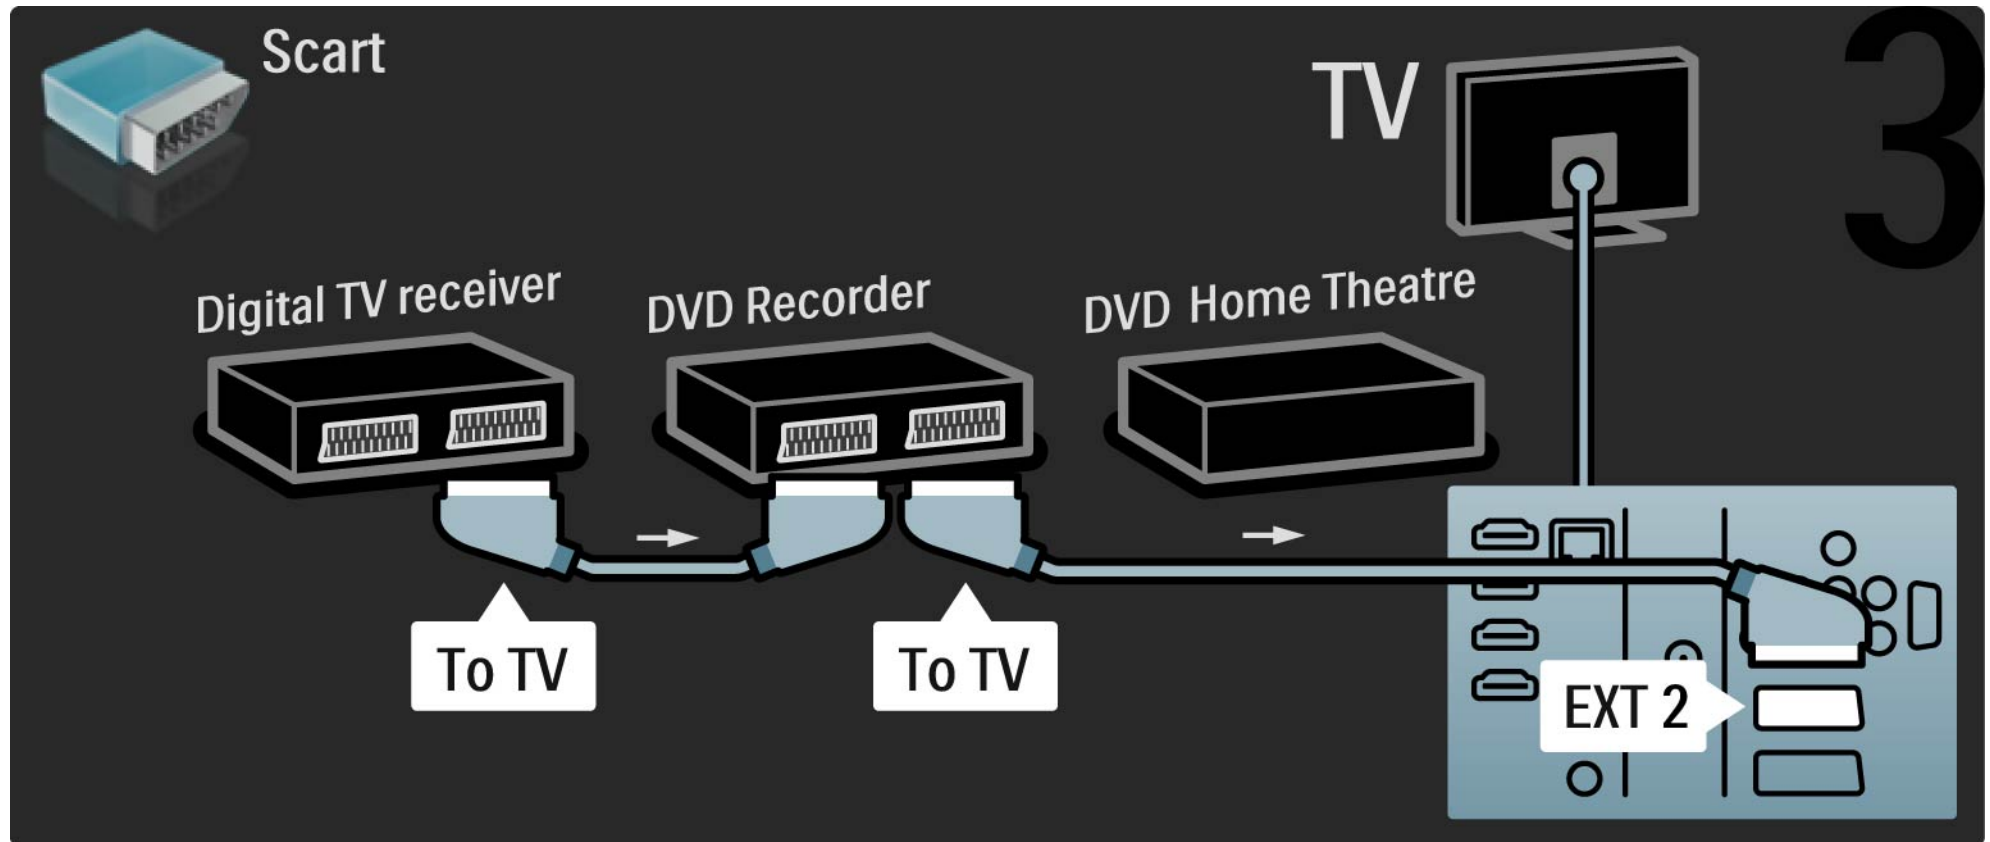 Scart
TV
3
Digital TV receiver
DVD Recorder
DVD Home Theatre
To TV
To TV
EXT 2